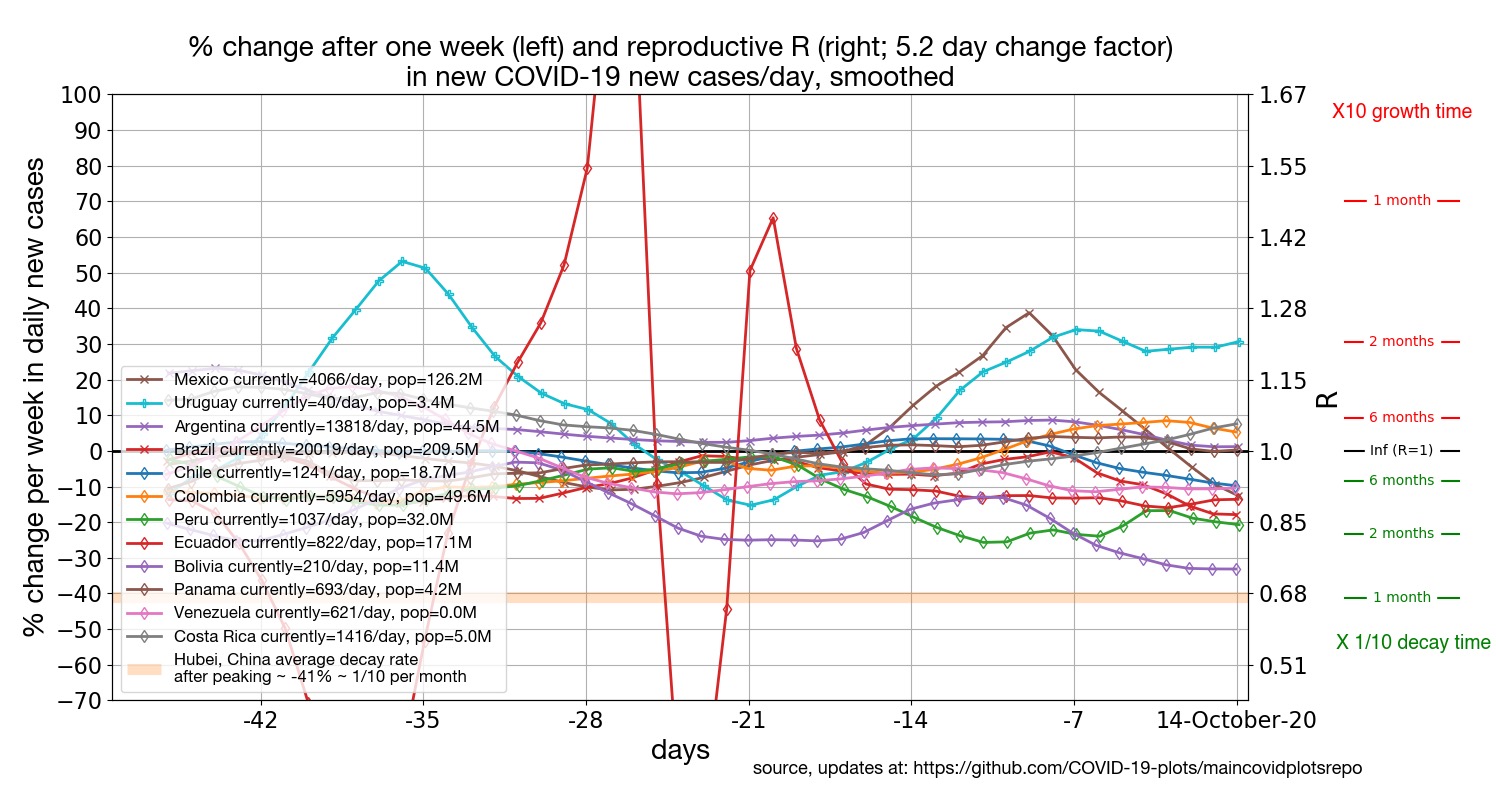 % change after one week (left) and reproductive R (right; 5.2 day change factor)
in new COVID-19 new cases/day, smoothed
% change per week in daily new cases
100
90
80
70
60
50
40
30
20
10
0
−10
−20
−30
−40
−50
−60
−70
Mexico currently=4066/day, pop=126.2M
Uruguay currently=40/day, pop=3.4M
Argentina currently=13818/day, pop=44.5M
Brazil currently=20019/day, pop=209.5M
Chile currently=1241/day, pop=18.7M
Colombia currently=5954/day, pop=49.6M
Peru currently=1037/day, pop=32.0M
Ecuador currently=822/day, pop=17.1M
Bolivia currently=210/day, pop=11.4M
Panama currently=693/day, pop=4.2M
Venezuela currently=621/day, pop=0.0M
Costa Rica currently=1416/day, pop=5.0M
Hubei, China average decay rate
after peaking ~ -41% ~ 1/10 per month
-42
-35
-28
-21
-14
-7
14-October-20
days
1.67
1.55
1.42
1.28
1.15
1.0
0.85
0.68
0.51
R
X10 growth time
1 month
2 months
6 months
Inf (R=1)
6 months
2 months
1 month
X 1/10 decay time
source, updates at: https://github.com/COVID-19-plots/maincovidplotsrepo